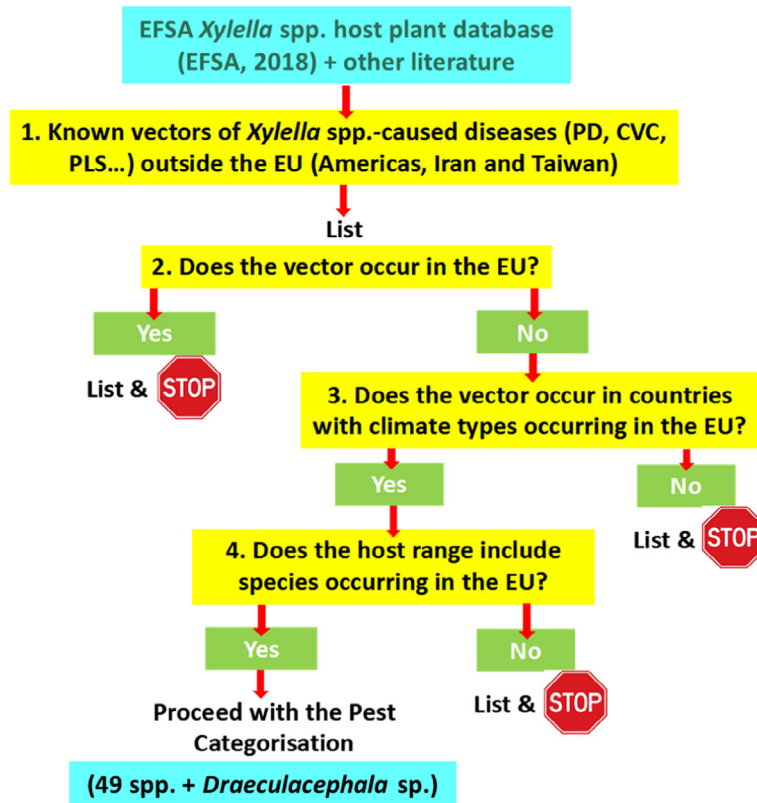 EFSA Xylella spp. host plant database
(EFSA, 2018) + other literature
1. Known vectors of Xylella spp.-caused diseases (PD, CVC,
PLS...) outside the EU (Americas, Iran and Taiwan)
List
2. Does the vector occur in the EU?
Yes
No
List & STOP
3. Does the vector occur in countries
with climate types occurring in the EU?
Yes
No
List & STOP
4. Does the host range include
species occurring in the EU?
Yes
No
Proceed with the Pest
Categorisation
List & STOP
(49 spp. + Draeculacephala sp.)